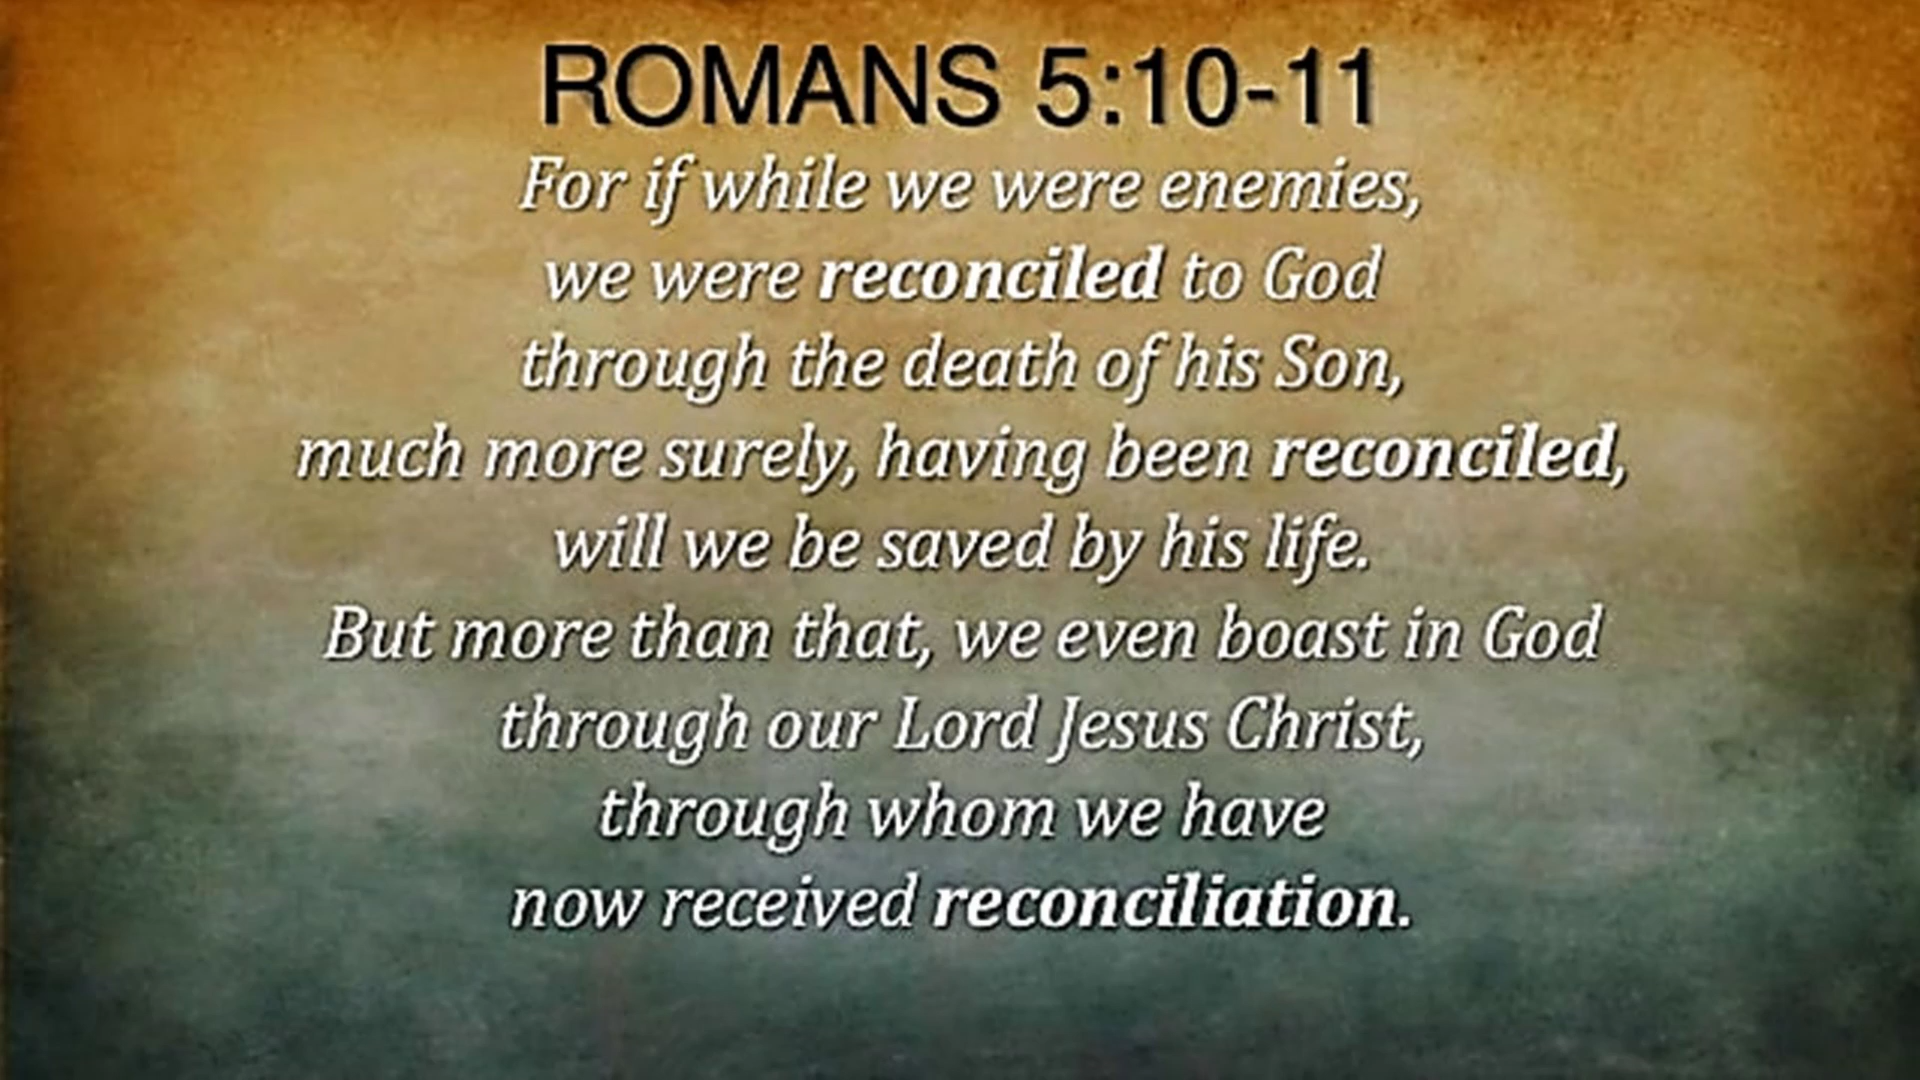 ROMANS 5:10-11
For if while we were enemies,
we were reconciled to God
through the death of his Son,
much more surely, having been reconciled,
will we be saved by his life.
But more than that, we even boast in God
through our Lord Jesus Christ,
through whom we have
now received reconciliation.